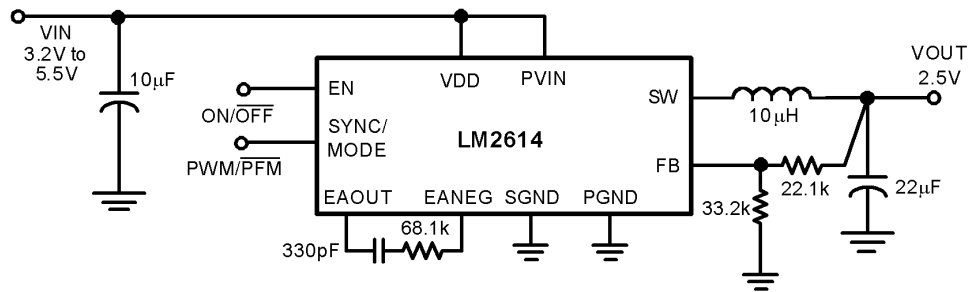 VIN
3.2V to
5.5V
10μF
VDD
PVIN
EN
ON/OFF
SYNC/
MODE
PWM/PFM
LM2614
SW
FB
EAOUT
EANEG
SGND
PGND
330pF
68.1k
10μH
VOUT
2.5V
22.1k
33.2k
22μF